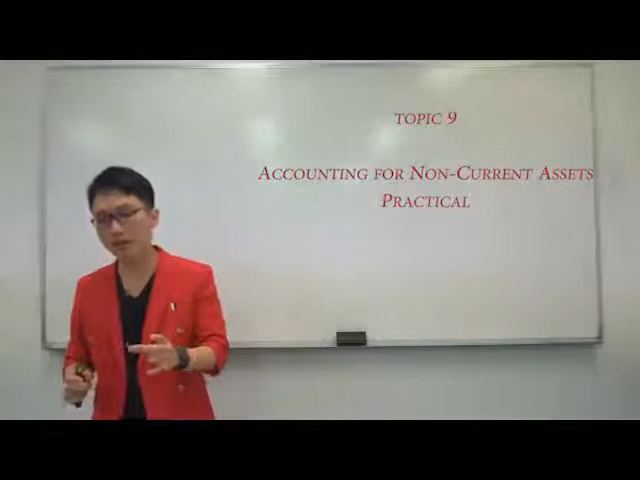 TOPIC 9
ACCOUNTING FOR NON-CURRENT ASSETS
PRACTICAL